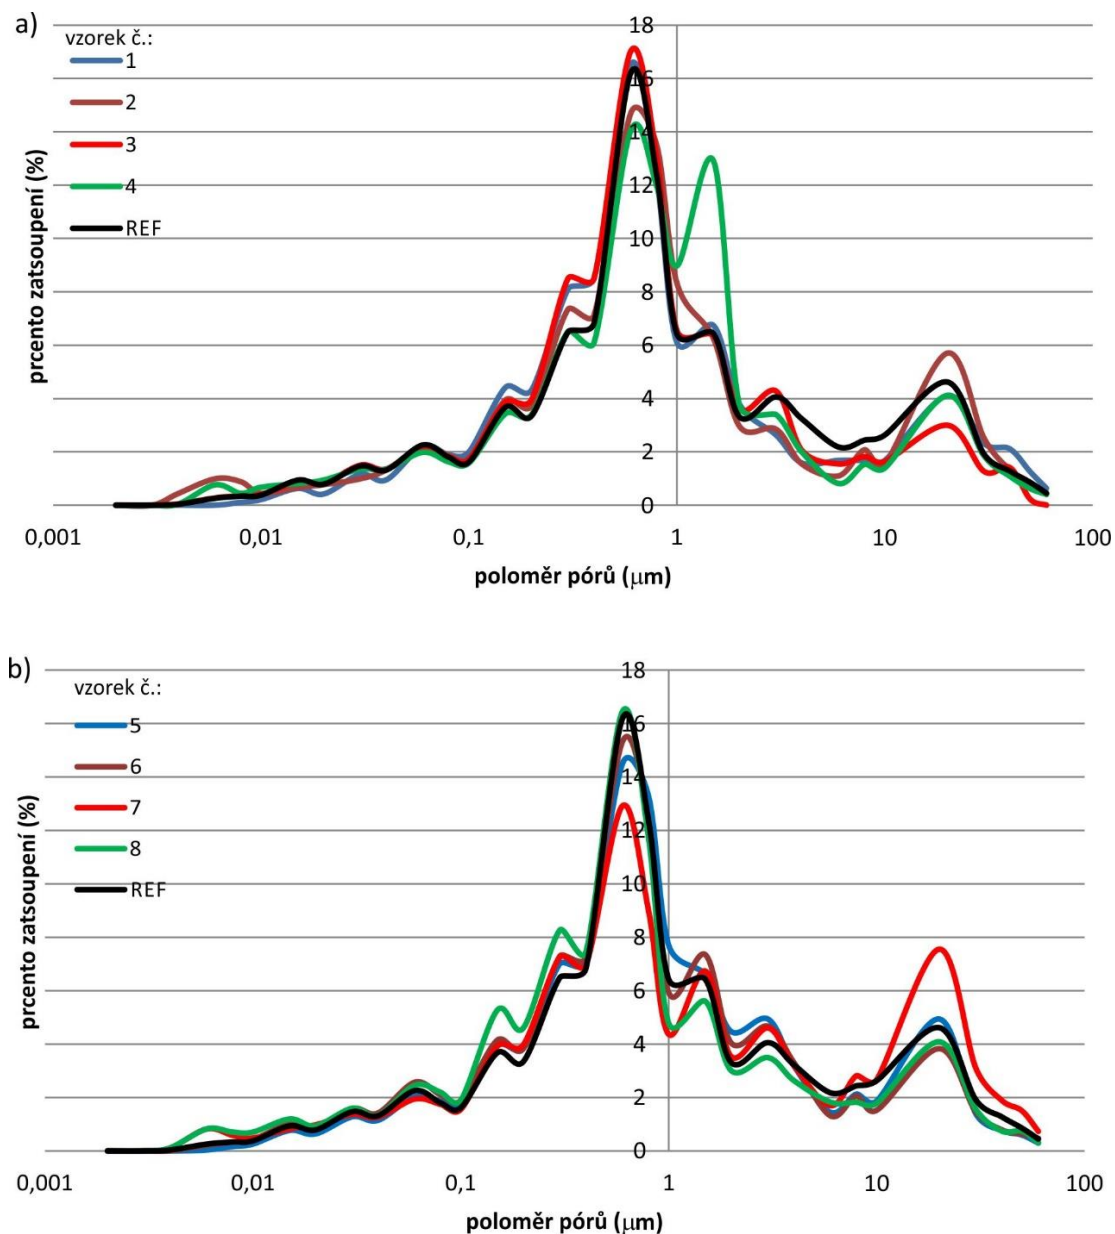 a)
vzorek č.:
1
2
3
4
REF
prcento zatsoupení (%)
18
16
14
12
10
8
6
4
2
0
0,001 0,01 0,1 1 10 100
poloměr pórů (μm)
b)
vzorek č.:
5
6
7
8
REF
prcento zatsoupení (%)
18
16
14
12
10
8
6
4
2
0
0,001 0,01 0,1 1 10 100
poloměr pórů (μm)